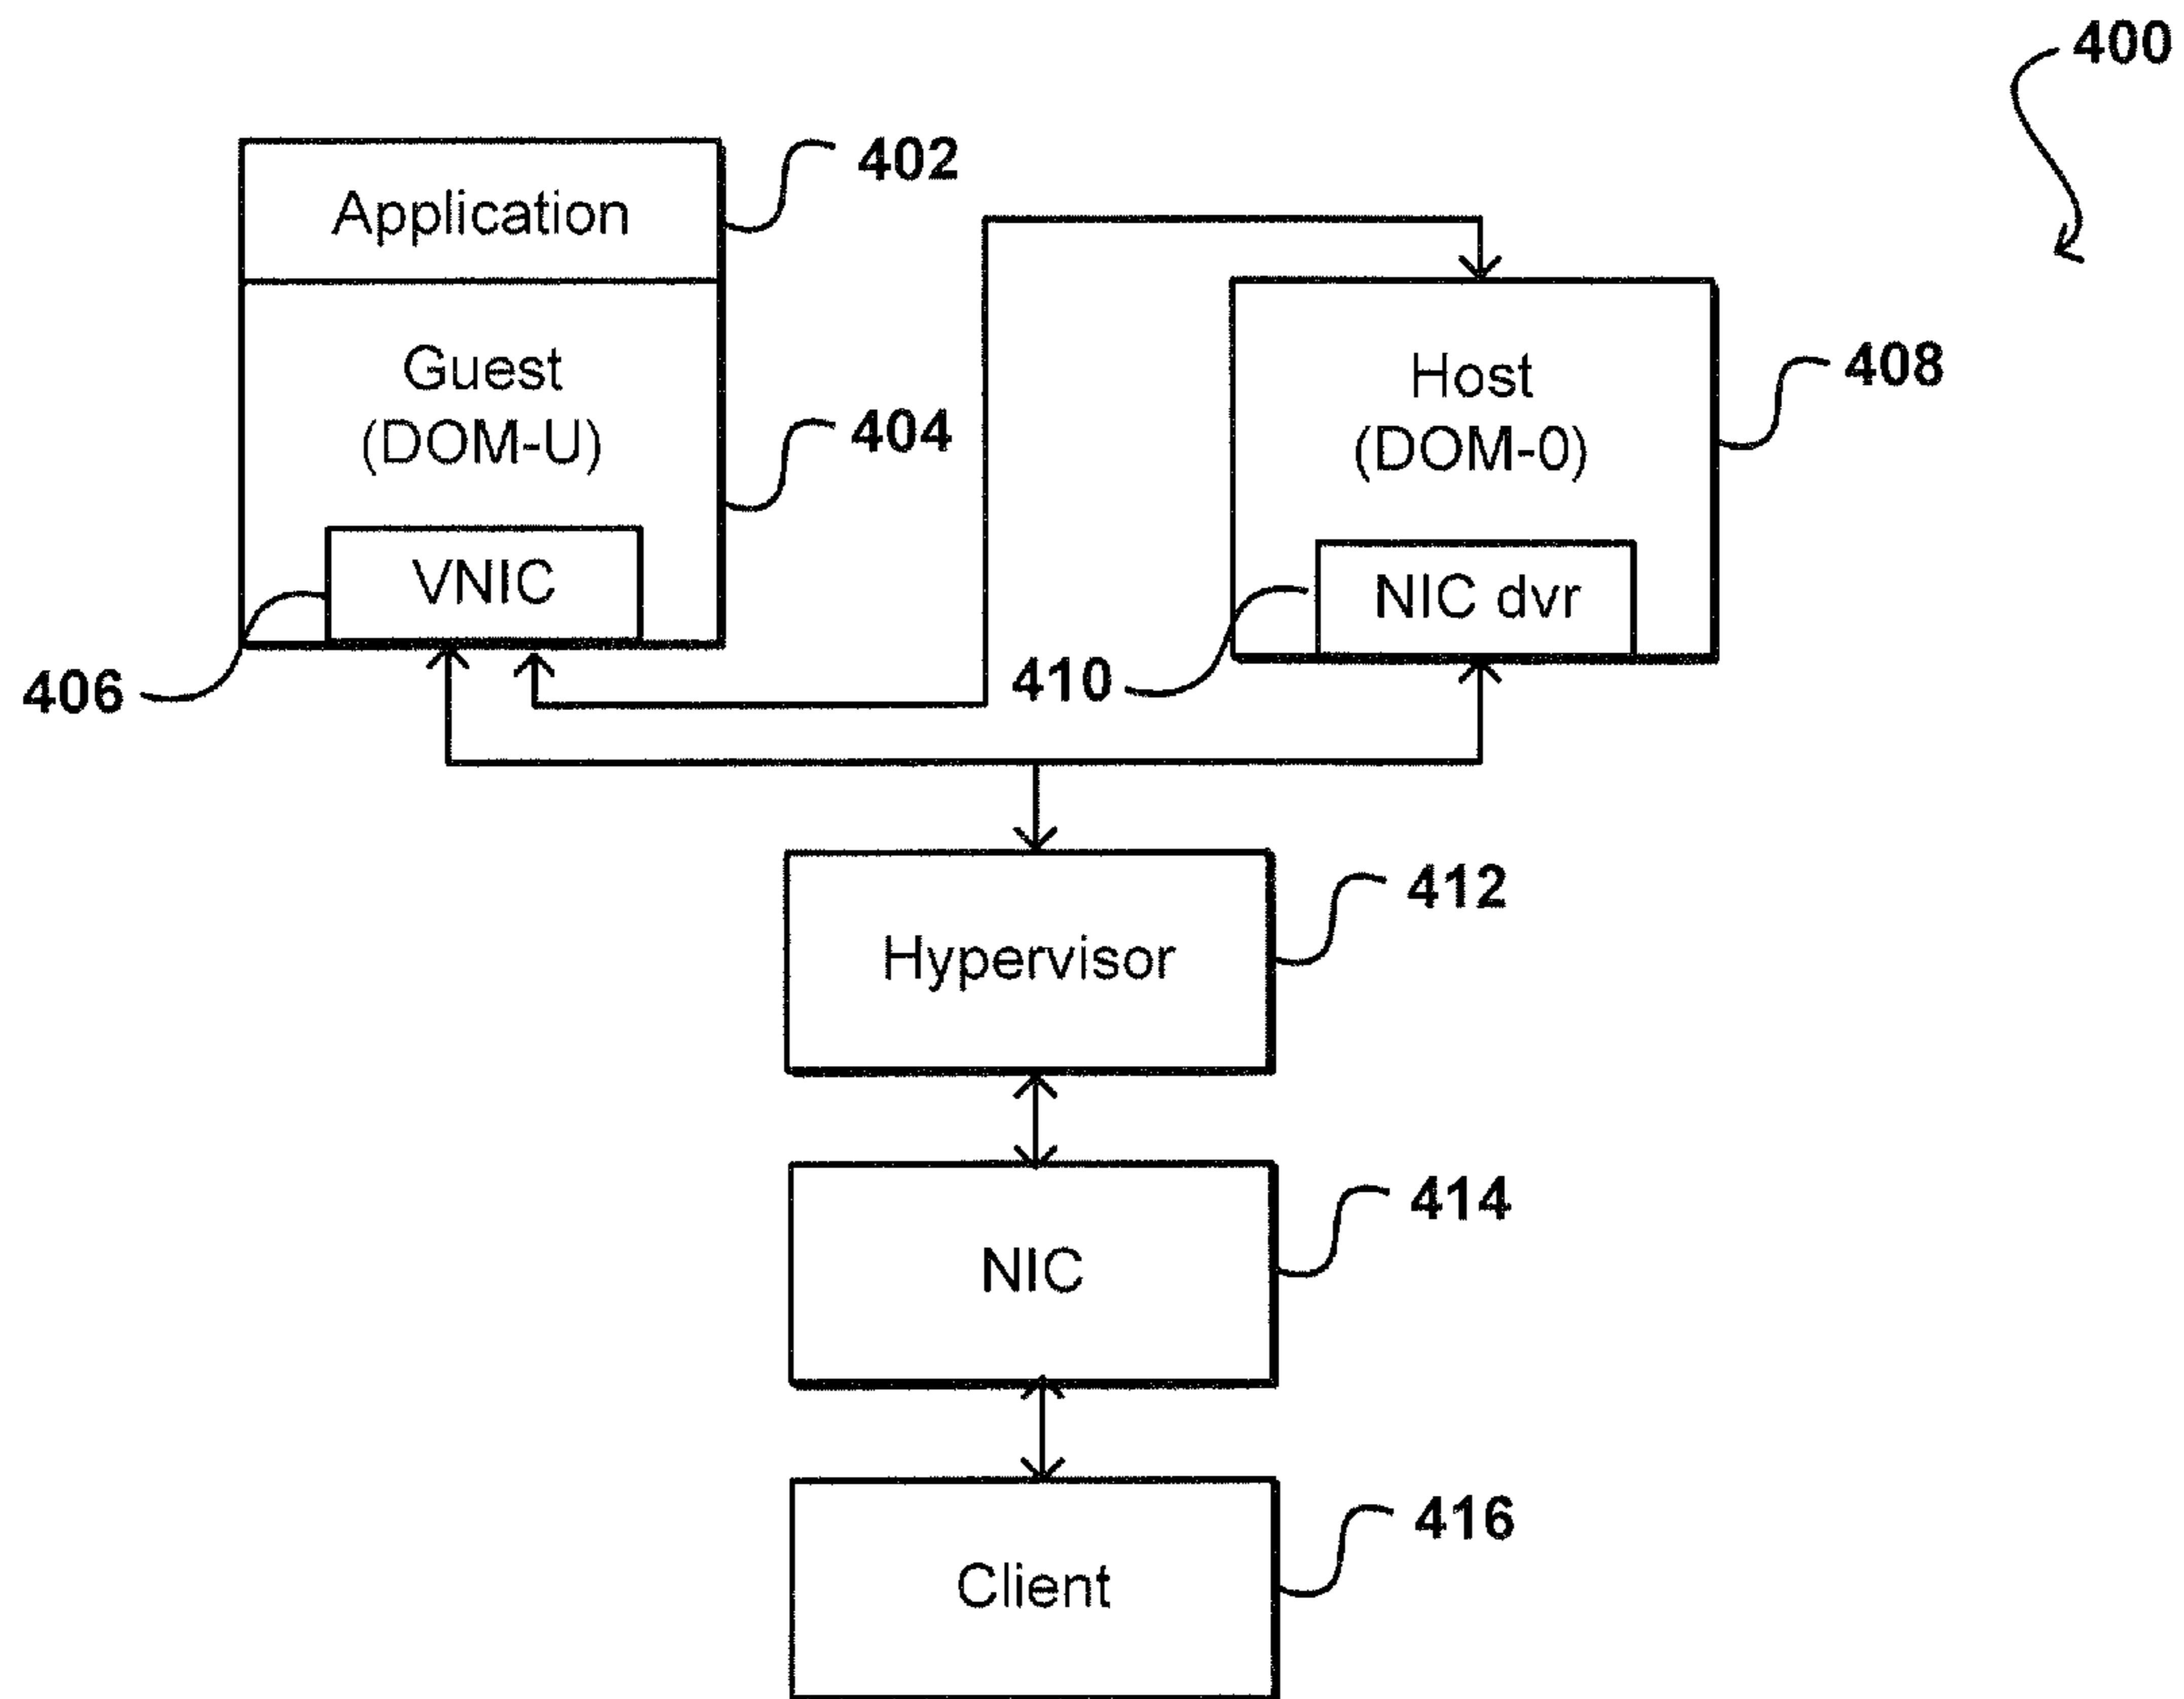 400
402
Application
Guest
(DOM-U)
404
Host
(DOM-0)
408
VNIC
NIC dvr
406
410
412
Hypervisor
414
NIC
416
Client